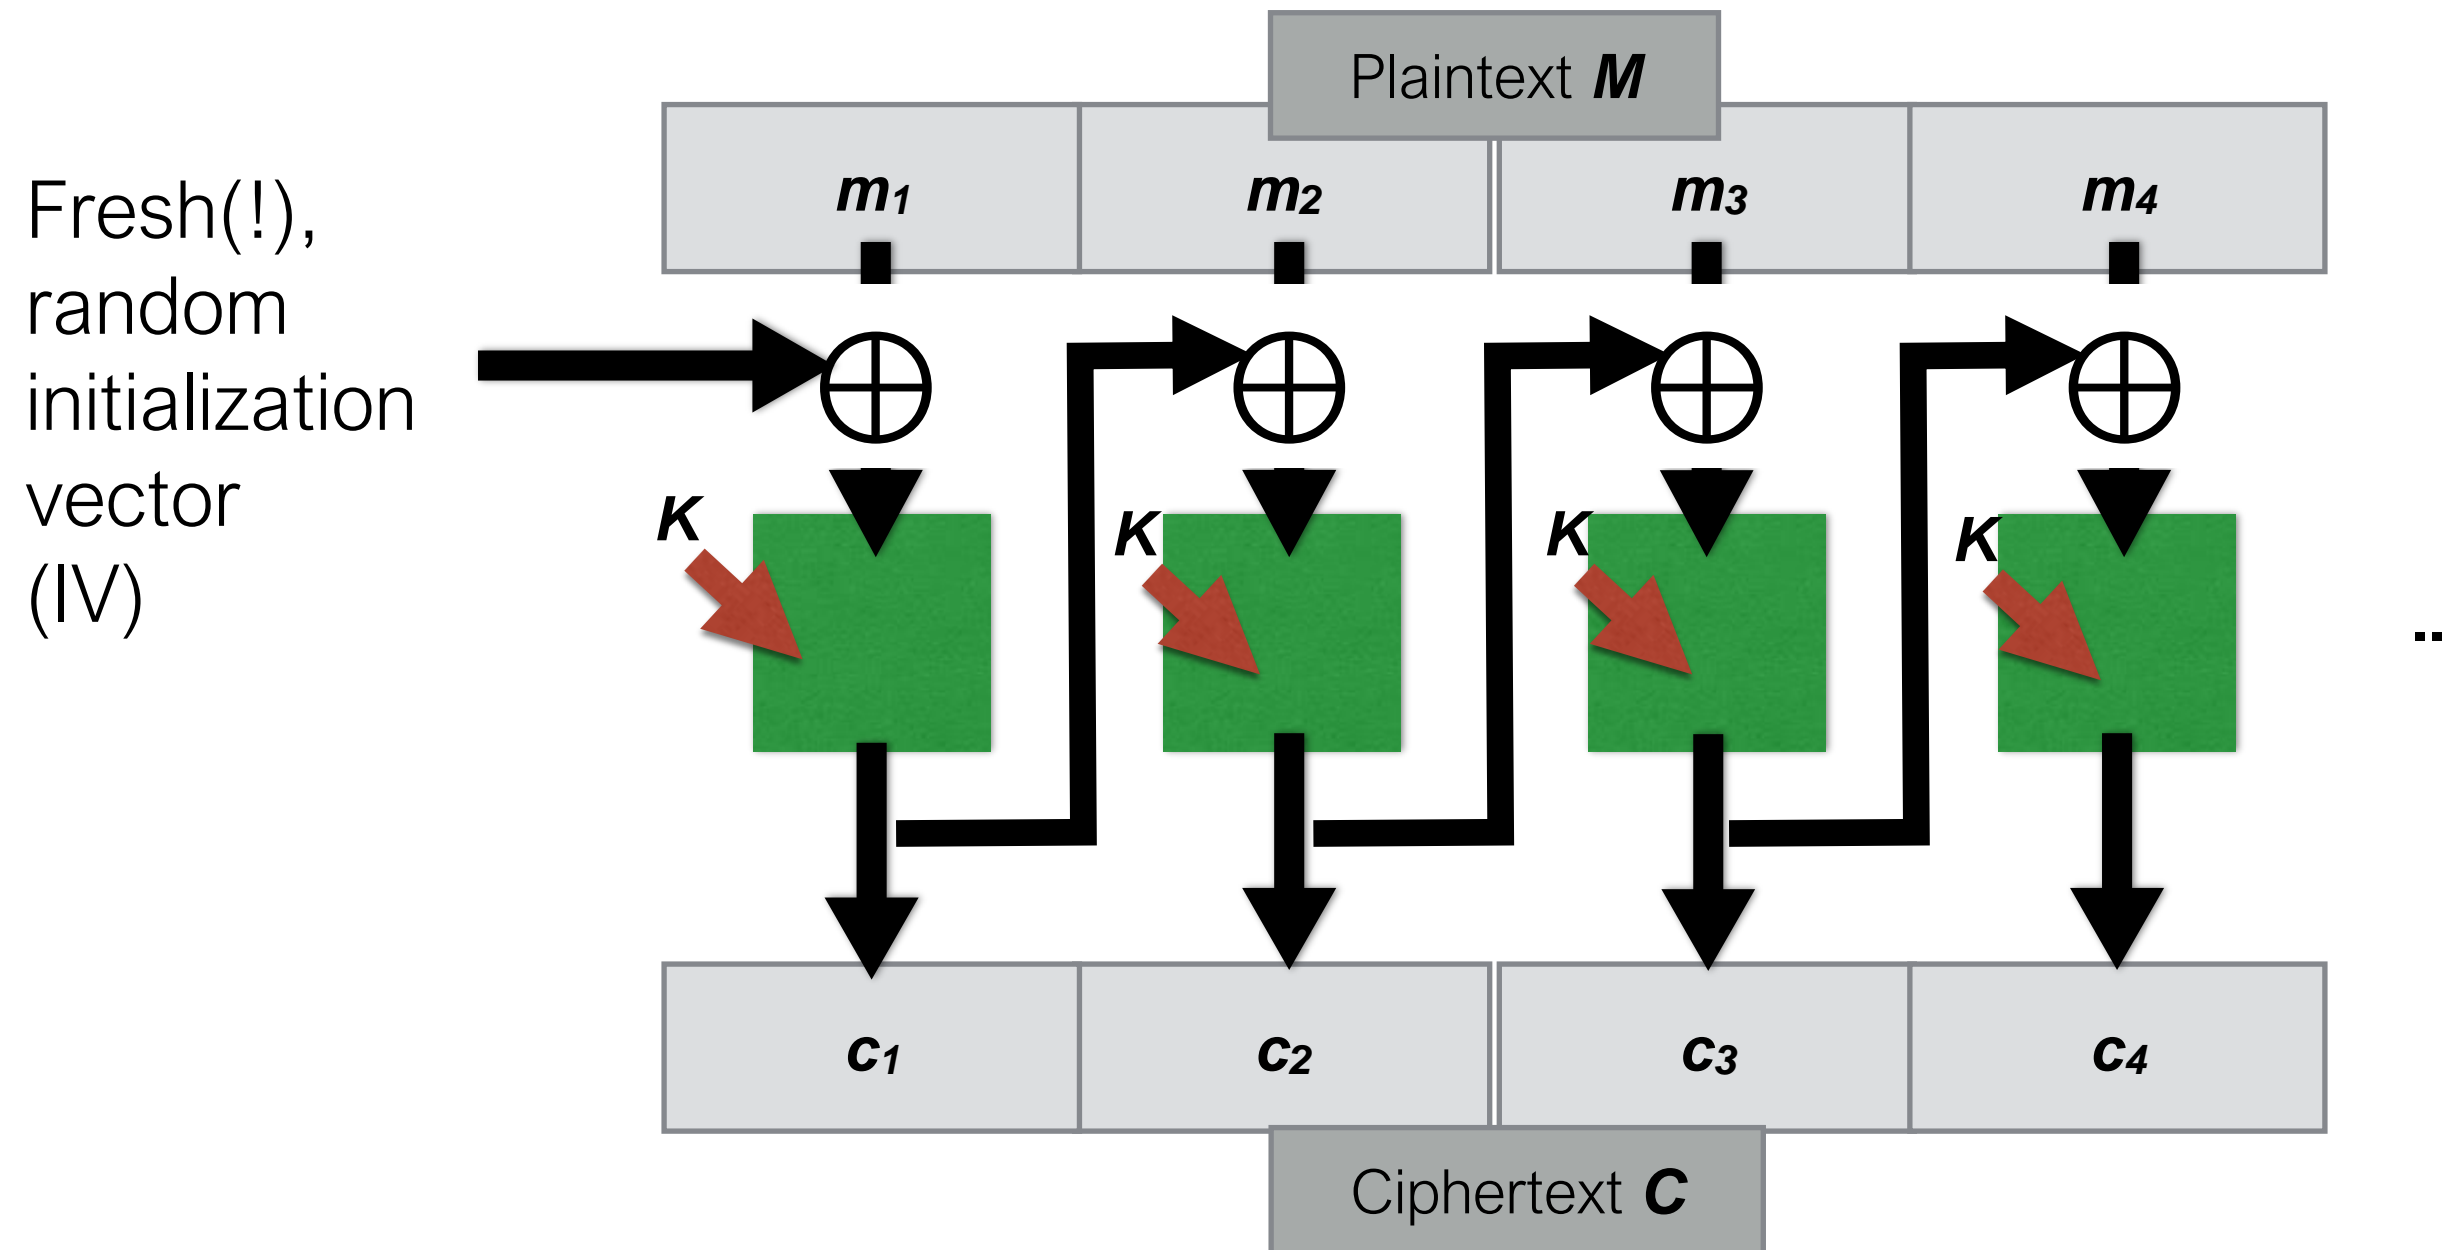 Plaintext M
m1 m2 m3 m4
Fresh(!),
random
initialization
vector
(IV)
K K K K
..
c1 c2 c3 c4
Ciphertext C